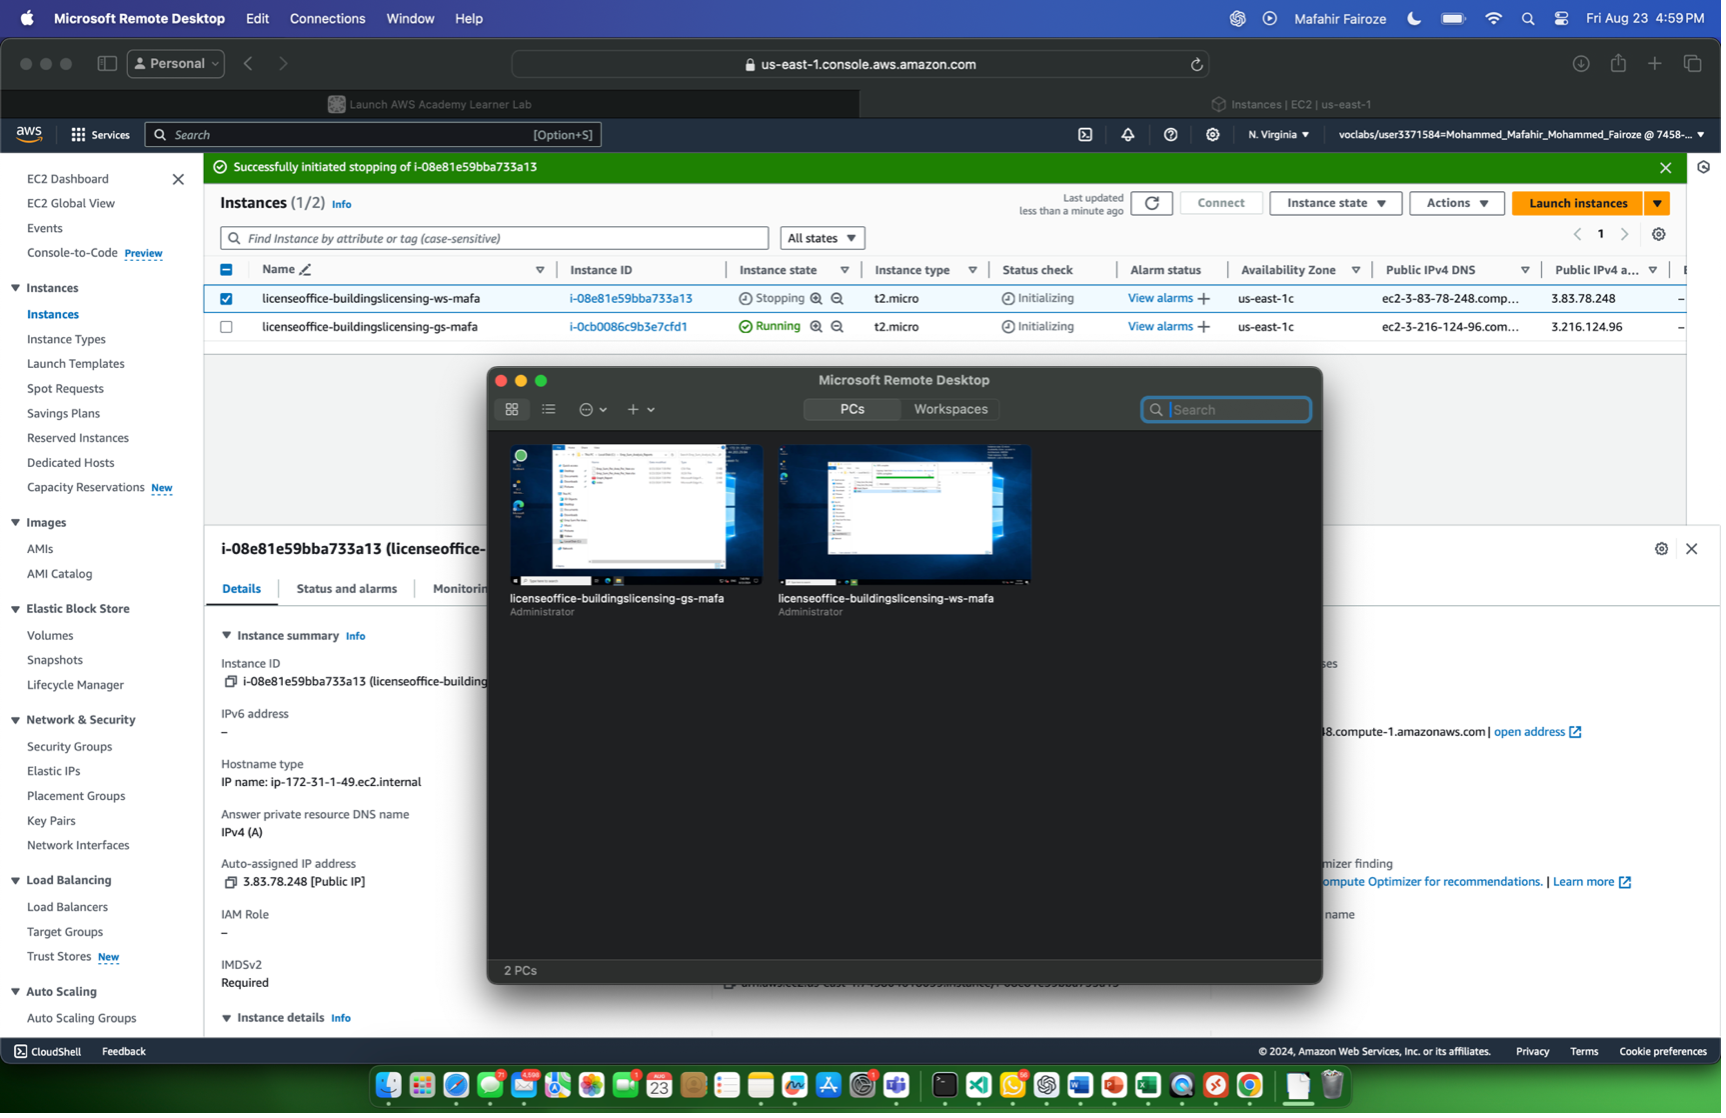 Microsoft Remote Desktop Edit Connections Window Help
Mafahir Fairoze Fri Aug 23 4:59 PM
Personal
us-east-1.console.aws.amazon.com
Launch AWS Academy Learner Lab
Instances | EC2 | us-east-1
aws Services Search [Option+S]
N. Virginia voclabs/user3371584=Mohammed_Mafahir_Mohammed_Fairoze @ 7458-...
EC2 Dashboard
EC2 Global View
Events
Console-to-Code Preview
Instances
Instances
Instance Types
Launch Templates
Spot Requests
Savings Plans
Reserved Instances
Dedicated Hosts
Capacity Reservations New
Images
AMIs
AMI Catalog
Elastic Block Store
Volumes
Snapshots
Lifecycle Manager
Network & Security
Security Groups
Elastic IPs
Placement Groups
Key Pairs
Network Interfaces
Load Balancing
Load Balancers
Target Groups
Trust Stores New
Auto Scaling
Auto Scaling Groups
Successfully initiated stopping of i-08e81e59bba733a13
Instances (1/2) Info
Last updated
less than a minute ago
Connect Instance state Actions Launch instances
Find Instance by attribute or tag (case-sensitive)
All states
1
Name Instance ID Instance state Instance type Status check Alarm status Availability Zone Public IPv4 DNS Public IPv4 a...
licenseoffice-buildingslicensing-ws-mafa i-08e81e59bba733a13 Stopping t2.micro Initializing View alarms us-east-1c ec2-3-83-78-248.comp... 3.83.78.248 –
licenseoffice-buildingslicensing-gs-mafa i-0cb0086c9b3e7cfd1 Running t2.micro Initializing View alarms us-east-1c ec2-3-216-124-96.com... 3.216.124.96 –
Microsoft Remote Desktop
PCs Workspaces
Search
licenseoffice-buildingslicensing-gs-mafa
Administrator
licenseoffice-buildingslicensing-ws-mafa
Administrator
2 PCs
i-08e81e59bba733a13 (licenseoffice-
Details Status and alarms Monitorin
Instance summary Info
Instance ID
i-08e81e59bba733a13 (licenseoffice-building
IPv6 address
–
Hostname type
IP name: ip-172-31-1-49.ec2.internal
Answer private resource DNS name
IPv4 (A)
Auto-assigned IP address
3.83.78.248 [Public IP]
IAM Role
–
IMDSv2
Required
Instance details Info
ses
48.compute-1.amazonaws.com | open address
mizer finding
ompute Optimizer for recommendations. | Learn more
name
CloudShell Feedback
© 2024, Amazon Web Services, Inc. or its affiliates. Privacy Terms Cookie preferences
AUG
23